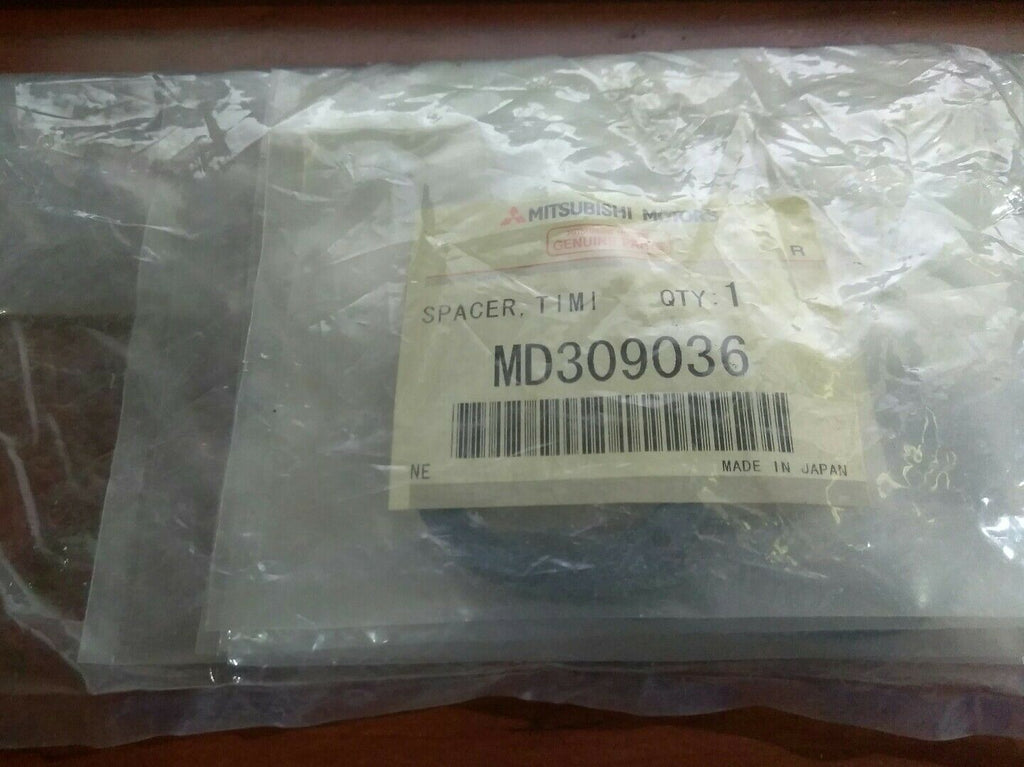 MITSUBISHI MOTORS
GENUINE PARTS
R
SPACER, TIMI QTY:1
MD309036
NE MADE IN JAPAN